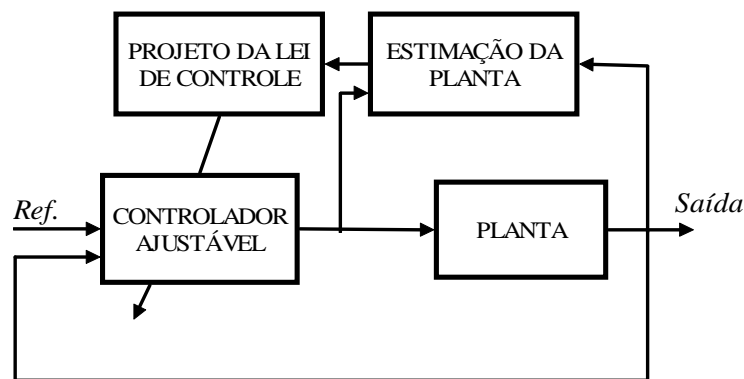 PROJETO DA LEI
DE CONTROLE
ESTIMAÇÃO DA
PLANTA
Ref.
CONTROLADOR
AJUSTÁVEL
PLANTA
Saída